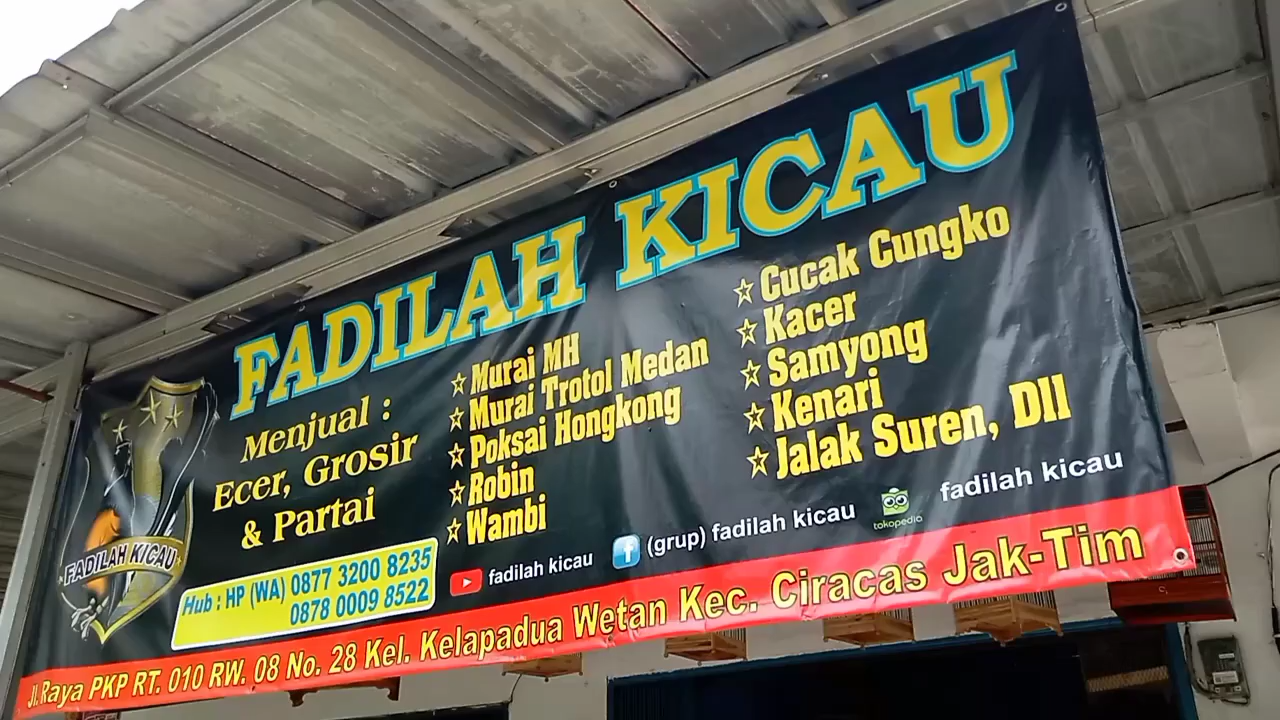 FADILAH KICAU
FADILAH KICAU
Menjual :
Ecer, Grosir
& Partai
☆ Murai MH
☆ Murai Trotol Medan
☆ Poksai Hongkong
☆ Robin
☆ Wambi
☆ Cucak Cungko
☆ Kacer
☆ Samyong
☆ Kenari
☆ Jalak Suren, Dll
Hub : HP (WA) 0877 3200 8235
0878 0009 8522
fadilah kicau
(grup) fadilah kicau
tokopedia
fadilah kicau
Jl.Raya PKP RT. 010 RW. 08 No. 28 Kel. Kelapadua Wetan Kec. Ciracas Jak-Tim